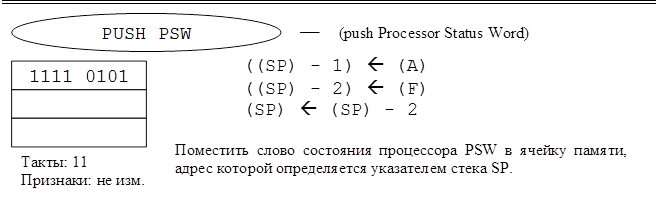 PUSH PSW — (push Processor Status Word)
1111 0101
((SP) - 1) ← (A)
((SP) - 2) ← (F)
(SP) ← (SP) - 2
Такты: 11
Признаки: не изм.
Поместить слово состояния процессора PSW в ячейку памяти,
адрес которой определяется указателем стека SP.